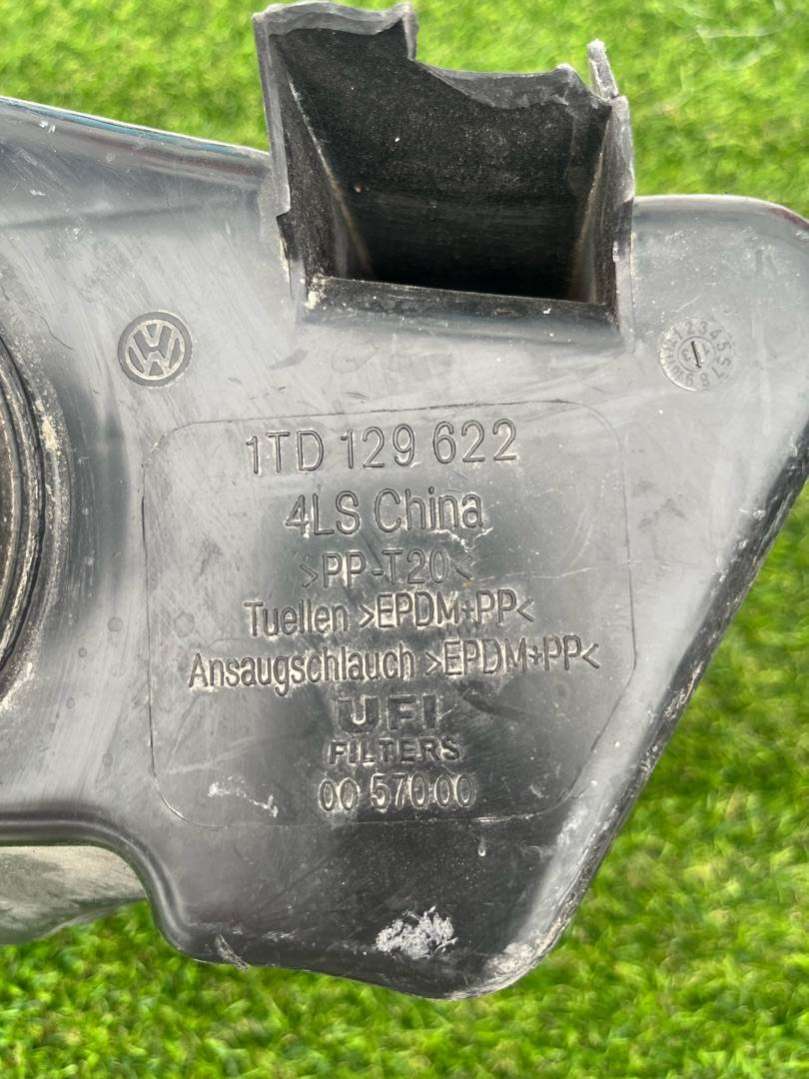 1TD 129 622
4LS China
>PP-T20<
Tuellen >EPDM+PP<
Ansaugschlauch >EPDM+PP<
UFI
FILTERS
00 570 00